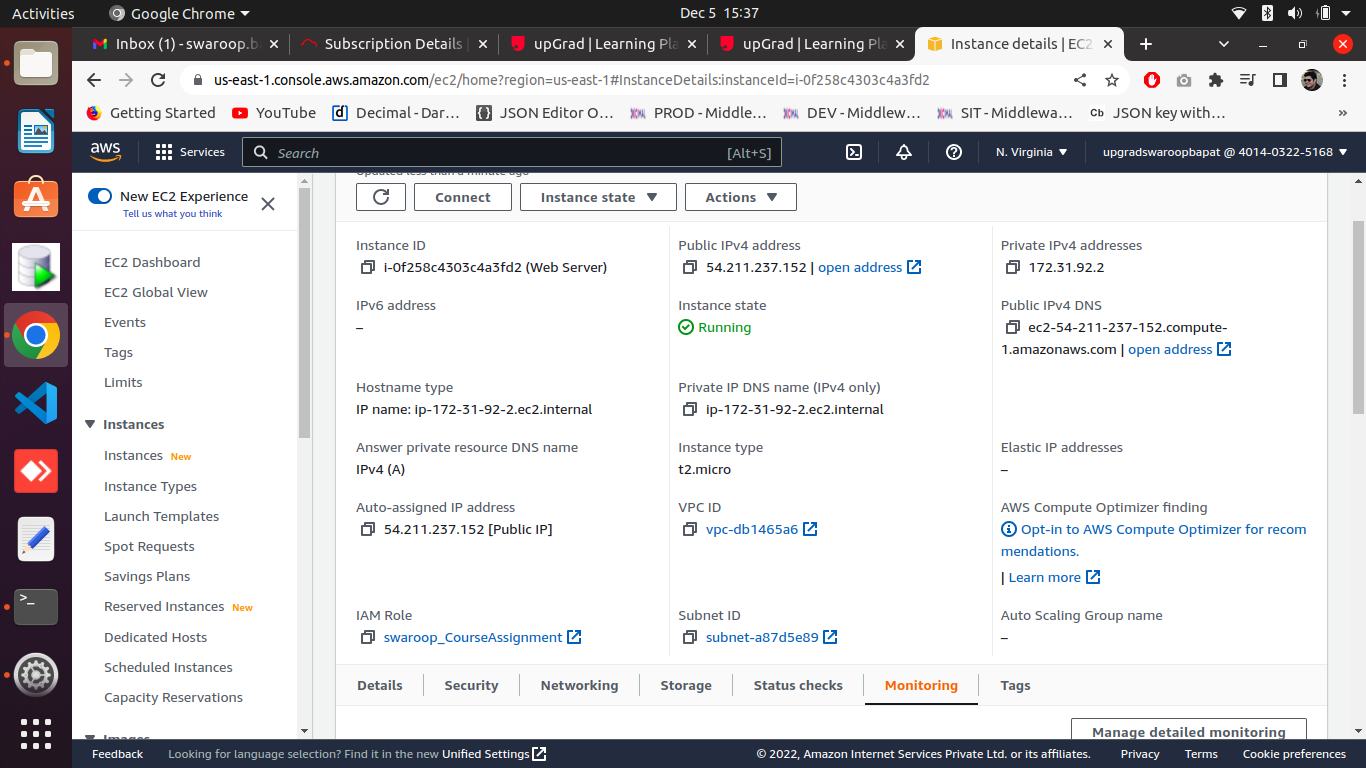 Activities
Google Chrome
Dec 5 15:37
Inbox (1) - swaroop.b
Subscription Details
upGrad | Learning Pla
upGrad | Learning Pla
Instance details | EC2
us-east-1.console.aws.amazon.com/ec2/home?region=us-east-1#InstanceDetails:instanceId=i-0f258c4303c4a3fd2
Getting Started
YouTube
Decimal - Dar…
JSON Editor O…
PROD - Middle…
DEV - Middlew…
SIT - Middlewa…
Cb JSON key with…
»
aws
Services
Search
[Alt+S]
N. Virginia
upgradswaroopbapat @ 4014-0322-5168
New EC2 Experience
Tell us what you think
EC2 Dashboard
EC2 Global View
Events
Tags
Limits
Instances
Instances New
Instance Types
Launch Templates
Spot Requests
Savings Plans
Reserved Instances New
Dedicated Hosts
Scheduled Instances
Capacity Reservations
Images
Updated less than a minute ago
Connect
Instance state
Actions
Instance ID
i-0f258c4303c4a3fd2 (Web Server)
Public IPv4 address
54.211.237.152 | open address
Private IPv4 addresses
172.31.92.2
IPv6 address
–
Instance state
Running
Public IPv4 DNS
ec2-54-211-237-152.compute-
1.amazonaws.com | open address
Hostname type
IP name: ip-172-31-92-2.ec2.internal
Private IP DNS name (IPv4 only)
ip-172-31-92-2.ec2.internal
Answer private resource DNS name
IPv4 (A)
Instance type
t2.micro
Elastic IP addresses
–
Auto-assigned IP address
54.211.237.152 [Public IP]
VPC ID
vpc-db1465a6
AWS Compute Optimizer finding
Opt-in to AWS Compute Optimizer for recom
mendations.
| Learn more
IAM Role
swaroop_CourseAssignment
Subnet ID
subnet-a87d5e89
Auto Scaling Group name
–
Details
Security
Networking
Storage
Status checks
Monitoring
Tags
Manage detailed monitoring
Feedback
Looking for language selection? Find it in the new Unified Settings
© 2022, Amazon Internet Services Private Ltd. or its affiliates.
Privacy
Terms
Cookie preferences